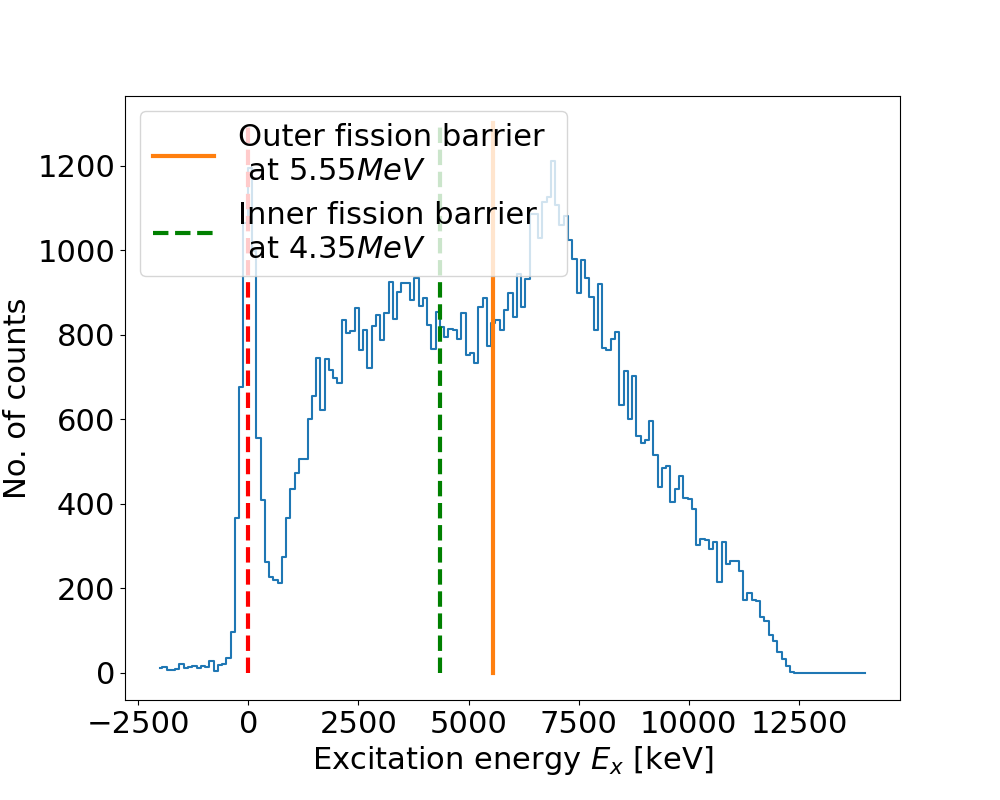 Outer fission barrier
at 5.55MeV
Inner fission barrier
at 4.35MeV
No. of counts
1200
1000
800
600
400
200
0
−2500 0 2500 5000 7500 10000 12500
Excitation energy Eₓ [keV]